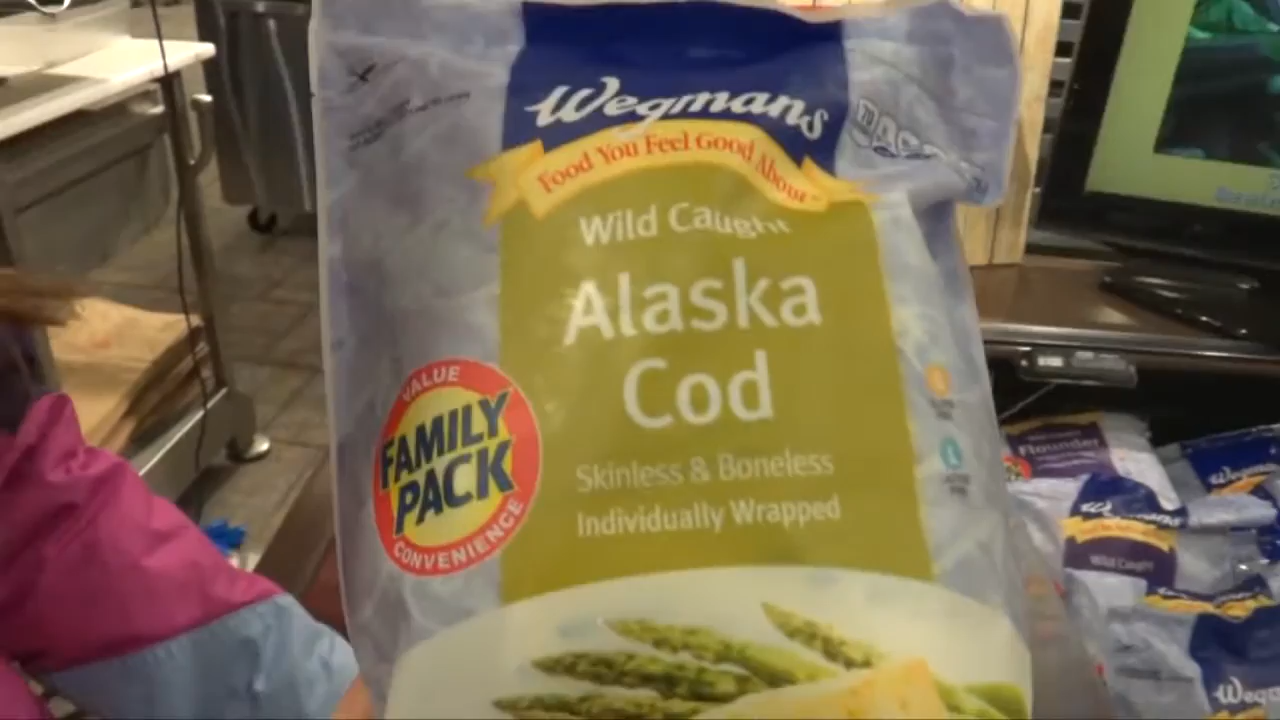 Wegmans
Food You Feel Good About
Wild Caught
Alaska
Cod
Skinless & Boneless
Individually Wrapped
VALUE
FAMILY
PACK
CONVENIENCE
Flounder
Wegmans
Wild Caught